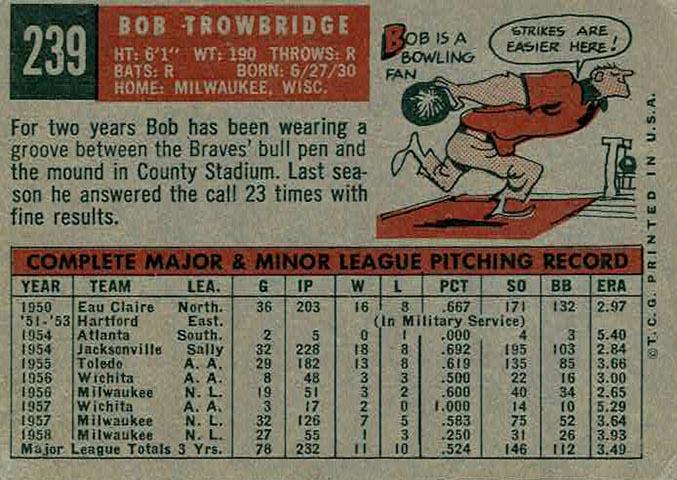 239
BOB TROWBRIDGE
HT: 6'1" WT: 190 THROWS: R
BATS: R BORN: 6/27/30
HOME: MILWAUKEE, WISC.
BOB IS A
BOWLING
FAN
STRIKES ARE
EASIER HERE!
For two years Bob has been wearing a
groove between the Braves' bull pen and
the mound in County Stadium. Last sea-
son he answered the call 23 times with
fine results.
COMPLETE MAJOR & MINOR LEAGUE PITCHING RECORD
YEAR TEAM LEA. G IP W L PCT SO BB ERA
1950 Eau Claire North. 36 203 16 8 .667 171 132 2.97
'51-'53 Hartford East. (In Military Service)
1954 Atlanta South. 2 5 0 1 .000 4 3 5.40
1954 Jacksonville Sally 32 228 18 8 .692 195 103 2.84
1955 Toledo A. A. 29 182 13 8 .619 135 85 3.66
1956 Wichita A. A. 8 48 3 3 .500 22 16 3.00
1956 Milwaukee N. L. 19 51 3 2 .600 40 34 2.65
1957 Wichita A. A. 3 17 2 0 1.000 14 10 5.29
1957 Milwaukee N. L. 32 126 7 5 .583 75 52 3.64
1958 Milwaukee N. L. 27 55 1 3 .250 31 26 3.93
Major League Totals 3 Yrs. 78 232 11 10 .524 146 112 3.49
© T. C. G. PRINTED IN U.S.A.